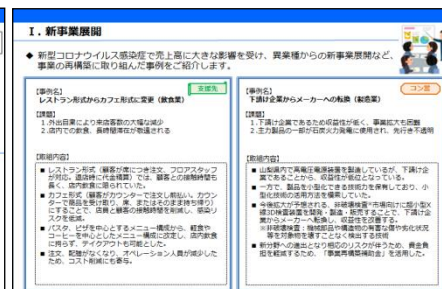 Ⅰ．新事業展開
◆ 新型コロナウイルス感染症で売上高に大きな影響を受け、異業種からの新事業展開など、
事業の再構築に取り組んだ事例をご紹介します。
【事例名】
支援先
レストラン形式からカフェ形式に変更（飲食業）
【課題】
1．外出自粛により来店客数の大幅な減少
2．店内での飲食、長時間滞在が敬遠される
【取組内容】
■ レストラン形式（顧客が席につき注文、フロアスタッフ
が対応、退店時に代金精算）では、顧客との接触時間も
長く、店内飲食に限られていた。
■ カフェ形式（顧客がカウンターで注文し前払い、カウン
ターで商品を受け取り、席、またはそのまま持ち帰り）
にすることで、店員と顧客の接触時間を削減し、感染リ
スクを低減。
■ パスタ、ピザを中心とするメニュー構成から、軽食や
コーヒーを中心としたメニュー構成に改定し、店内飲食
に拘らず、テイクアウトも可能とした。
■ 注文、配膳がなくなり、オペレーション人員が減少した
ため、コスト削減にも寄与。
【事例名】
コン型
下請け企業からメーカーへの転換（製造業）
【課題】
1．下請け企業であるため収益性が低く、事業拡大も困難
2．主力製品の一部が石炭火力発電に使用され、先行き不透明
【取組内容】
■ 山梨県内で高電圧電源装置を製造しているが、下請け企
業であることから、収益性が低位となっている。
■ 一方で、製品を小型化できる技術力を保有しており、小
型化技術の活用方法を模索していた。
■ 今後拡大が予想される、非破壊検査*市場向けに超小型X
線3D検査装置を開発・製造・販売することで、下請け企
業からメーカーへ転換し、収益性を改善する。
※非破壊検査：機械部品や構造物の有害な傷や劣化状況
等を対象物を壊すことなく検出する技術
■ 新分野への進出となり相応のリスクが伴うため、資金負
担を軽減するため、「事業再構築補助金」を活用した。